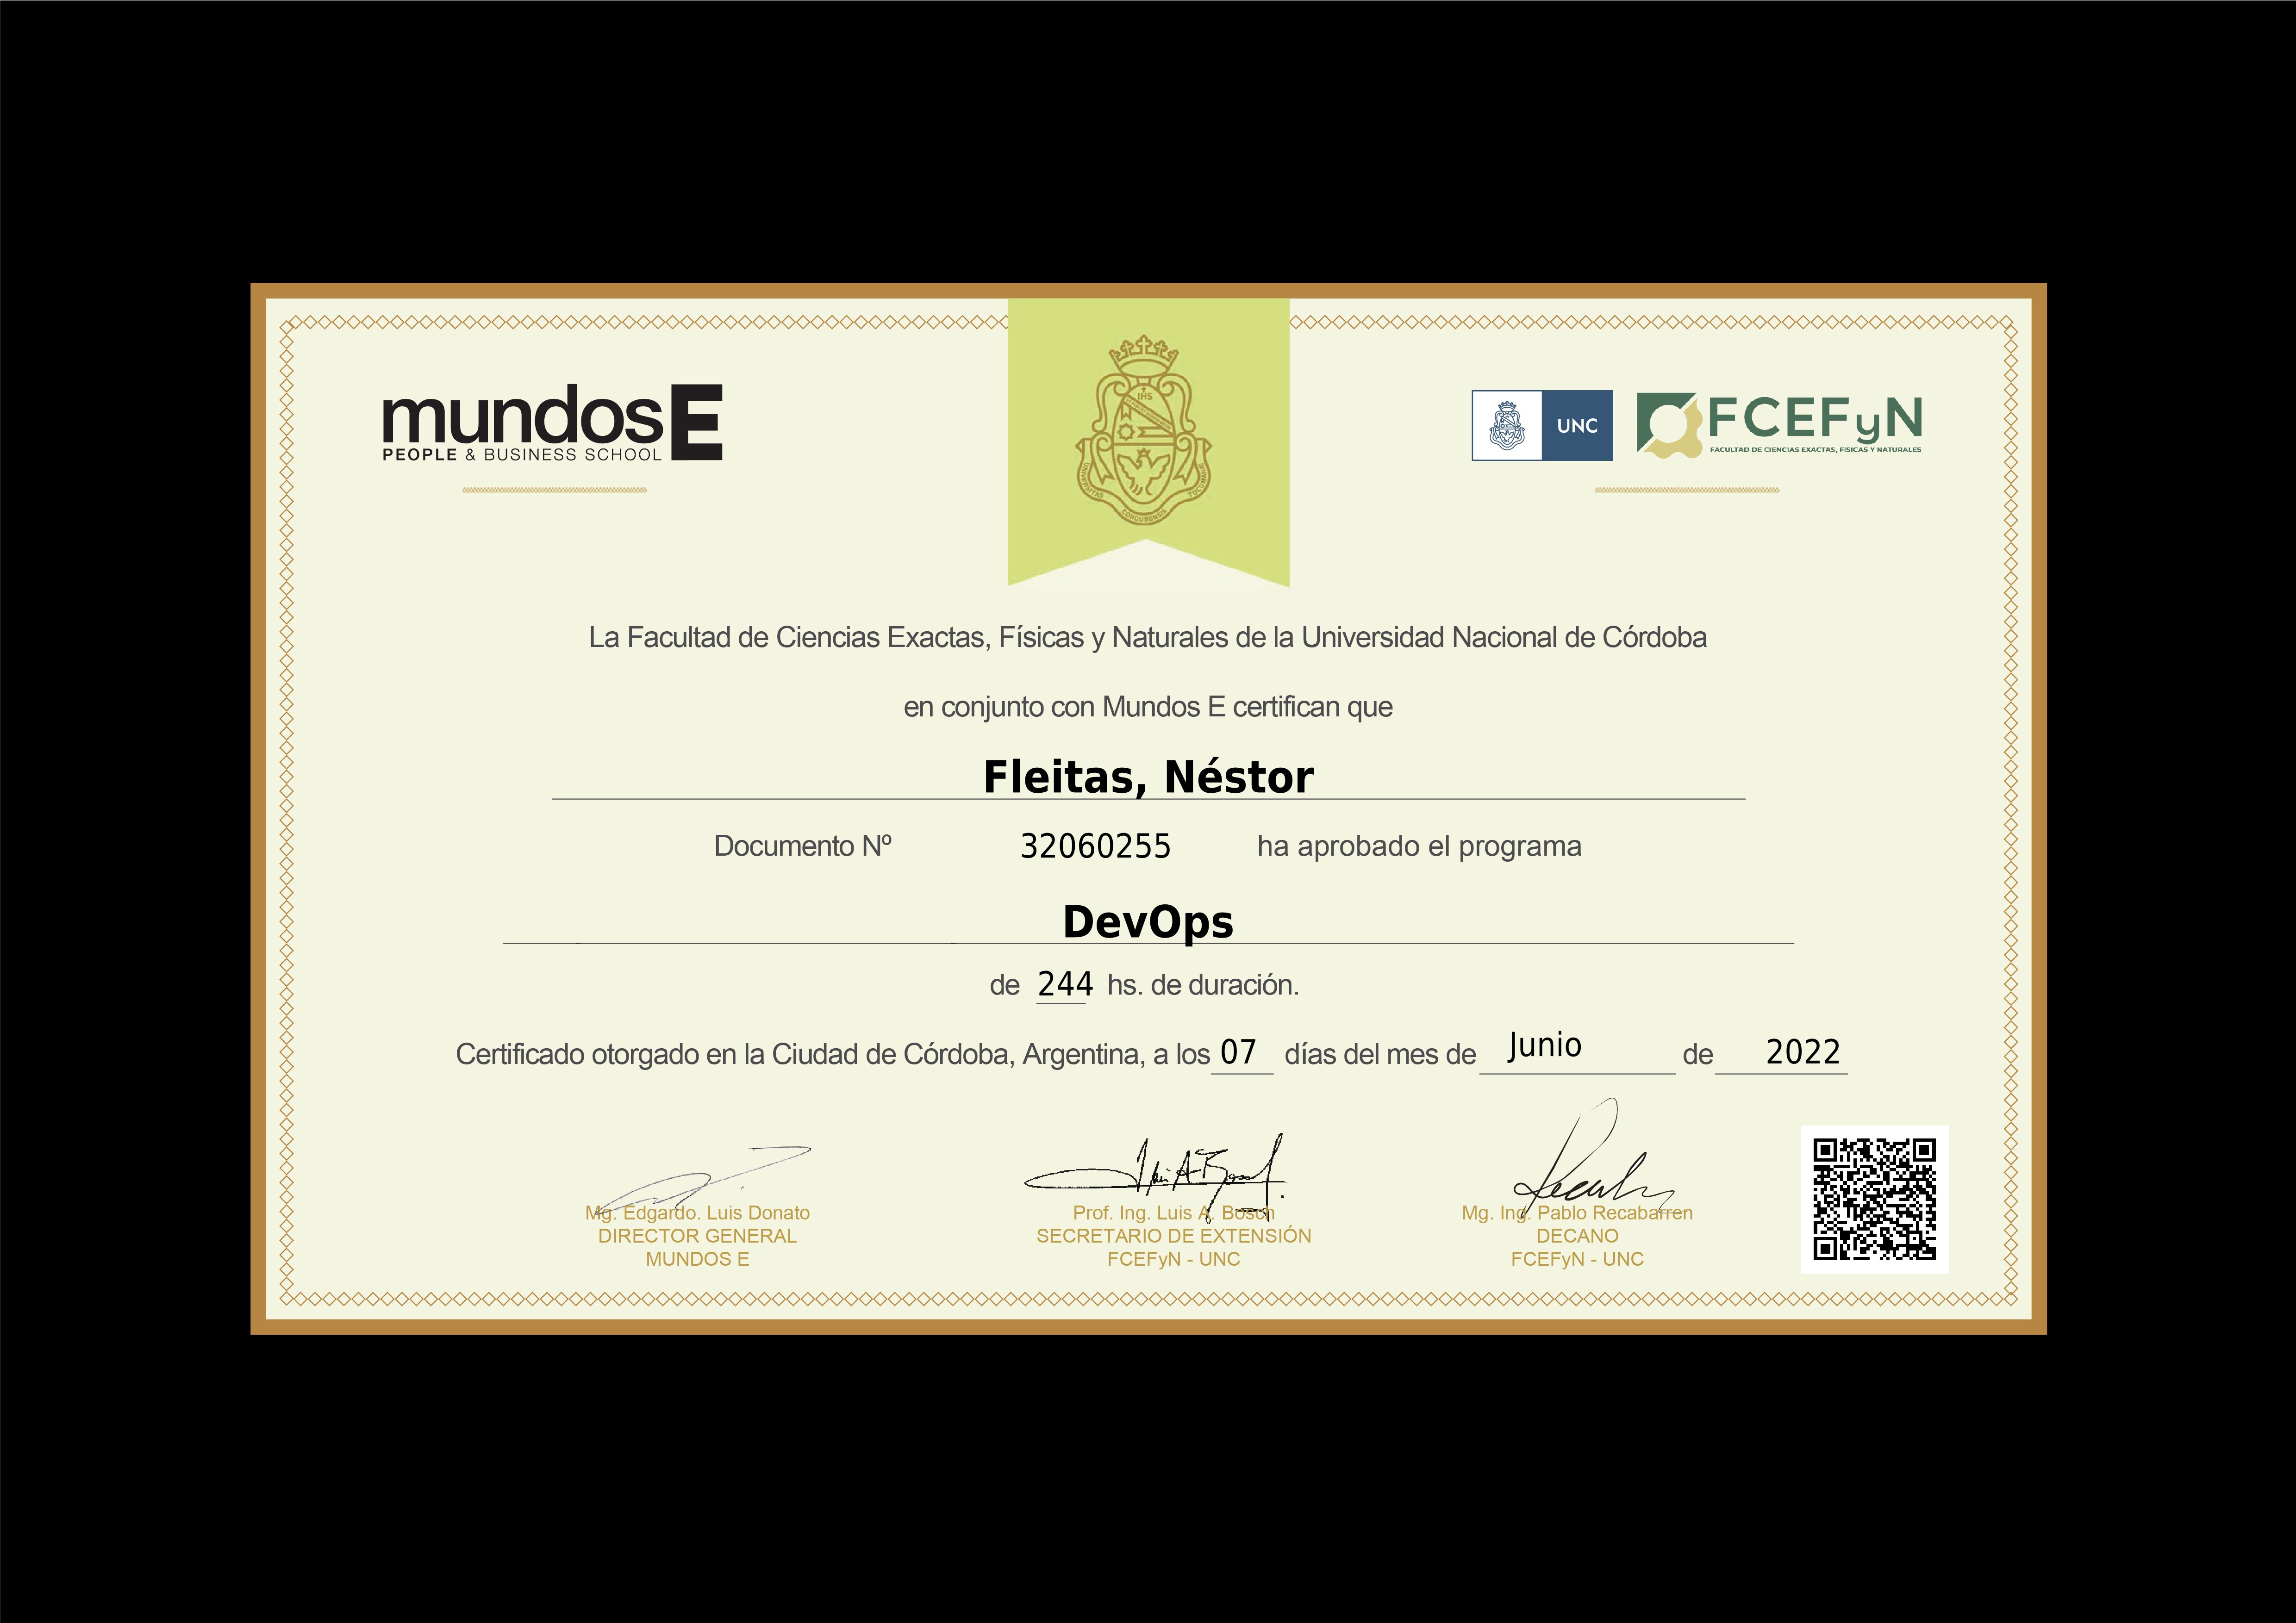 mundosE
PEOPLE & BUSINESS SCHOOL
IHS
UNIVERSITAS
CORDUBENSIS
TUCUMANAE
UNC
FCEFyN
FACULTAD DE CIENCIAS EXACTAS, FÍSICAS Y NATURALES
La Facultad de Ciencias Exactas, Físicas y Naturales de la Universidad Nacional de Córdoba
en conjunto con Mundos E certifican que
Fleitas, Néstor
Documento Nº 32060255 ha aprobado el programa
DevOps
de 244 hs. de duración.
Certificado otorgado en la Ciudad de Córdoba, Argentina, a los 07 días del mes de Junio de 2022
Mg. Edgardo. Luis Donato
DIRECTOR GENERAL
MUNDOS E
Prof. Ing. Luis A. Bosch
SECRETARIO DE EXTENSIÓN
FCEFyN - UNC
Mg. Ing. Pablo Recabarren
DECANO
FCEFyN - UNC